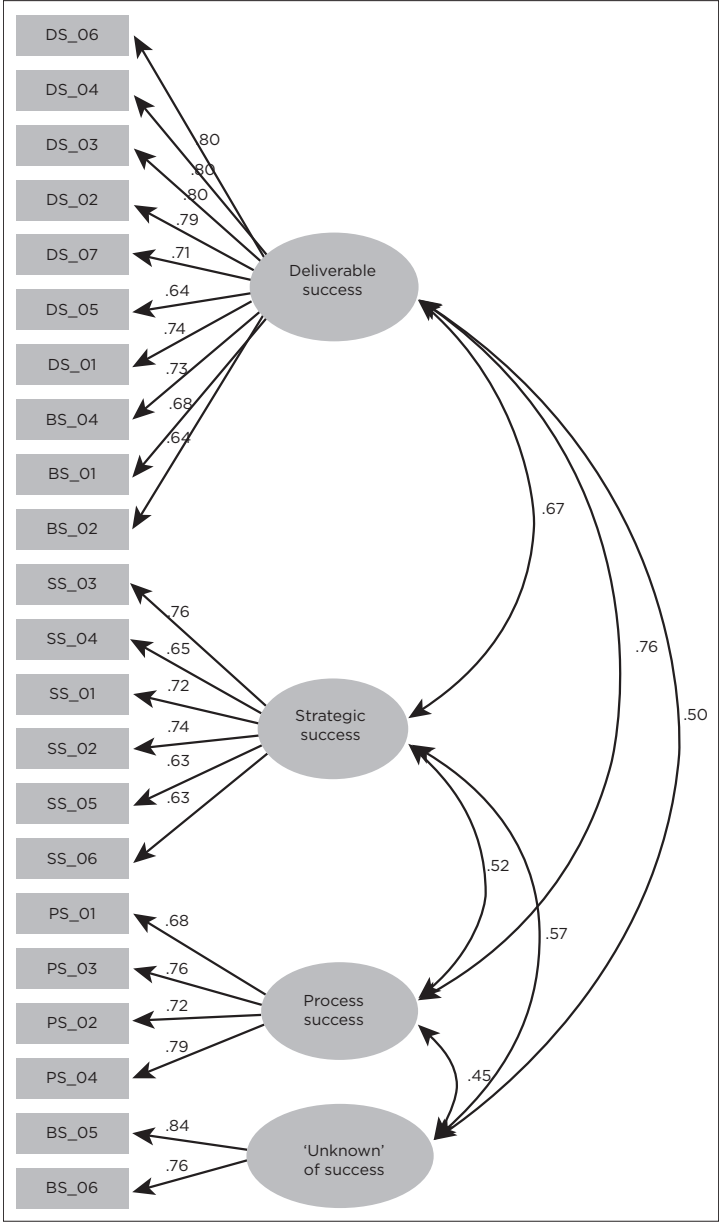 DS_06
DS_04
DS_03
DS_02
DS_07
DS_05
DS_01
BS_04
BS_01
BS_02
.80
.80
.80
.79
.71
.64
.74
.73
.68
.64
Deliverable
success
.67
.76
.50
SS_03
SS_04
SS_01
SS_02
SS_05
SS_06
.76
.65
.72
.74
.63
.63
Strategic
success
.52
.57
PS_01
PS_03
PS_02
PS_04
.68
.76
.72
.79
Process
success
.45
BS_05
BS_06
.84
.76
‘Unknown’
of success